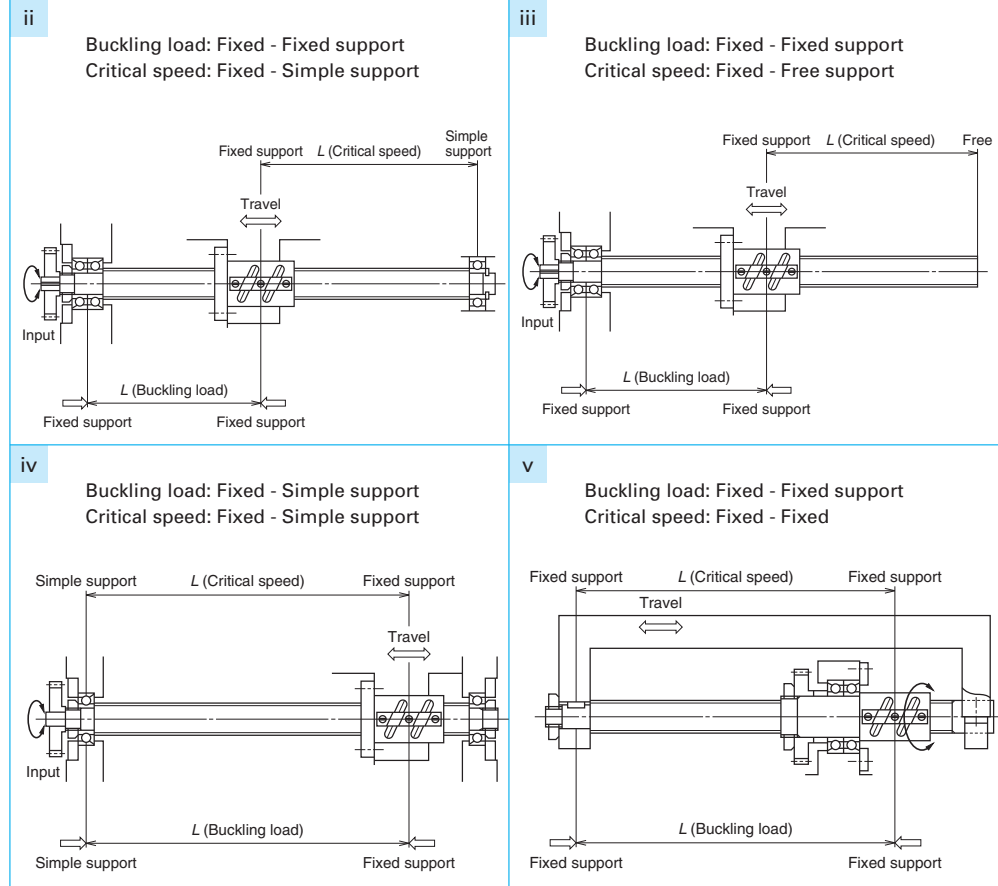 ii
Buckling load: Fixed - Fixed support
Critical speed: Fixed - Simple support
Simple
support
Fixed support
L (Critical speed)
Travel
Input
L (Buckling load)
Fixed support
Fixed support
iii
Buckling load: Fixed - Fixed support
Critical speed: Fixed - Free support
Fixed support
L (Critical speed)
Free
Travel
Input
L (Buckling load)
Fixed support
Fixed support
iv
Buckling load: Fixed - Simple support
Critical speed: Fixed - Simple support
Simple support
L (Critical speed)
Fixed support
Travel
Input
L (Buckling load)
Simple support
Fixed support
v
Buckling load: Fixed - Fixed support
Critical speed: Fixed - Fixed
Fixed support
L (Critical speed)
Fixed support
Travel
L (Buckling load)
Fixed support
Fixed support